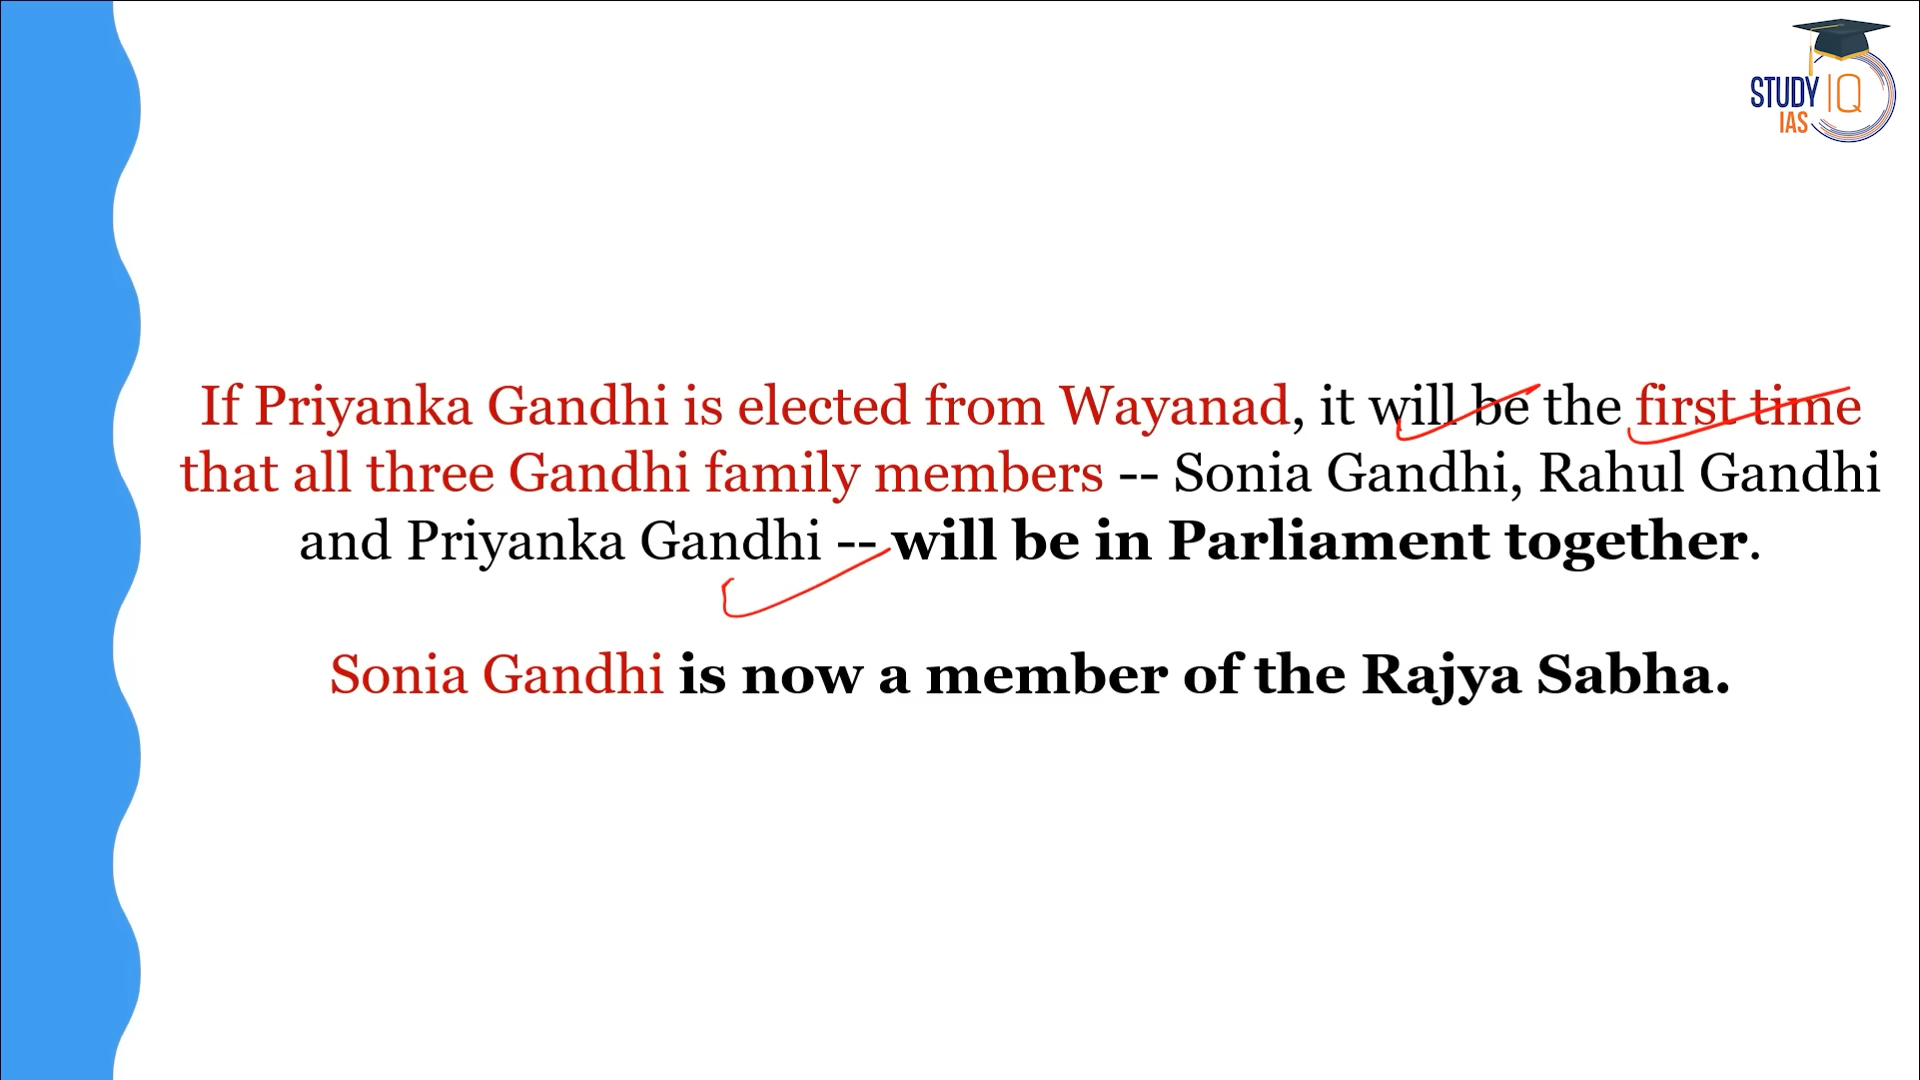 STUDY IQ
IAS
If Priyanka Gandhi is elected from Wayanad, it will be the first time
that all three Gandhi family members -- Sonia Gandhi, Rahul Gandhi
and Priyanka Gandhi -- will be in Parliament together.
Sonia Gandhi is now a member of the Rajya Sabha.